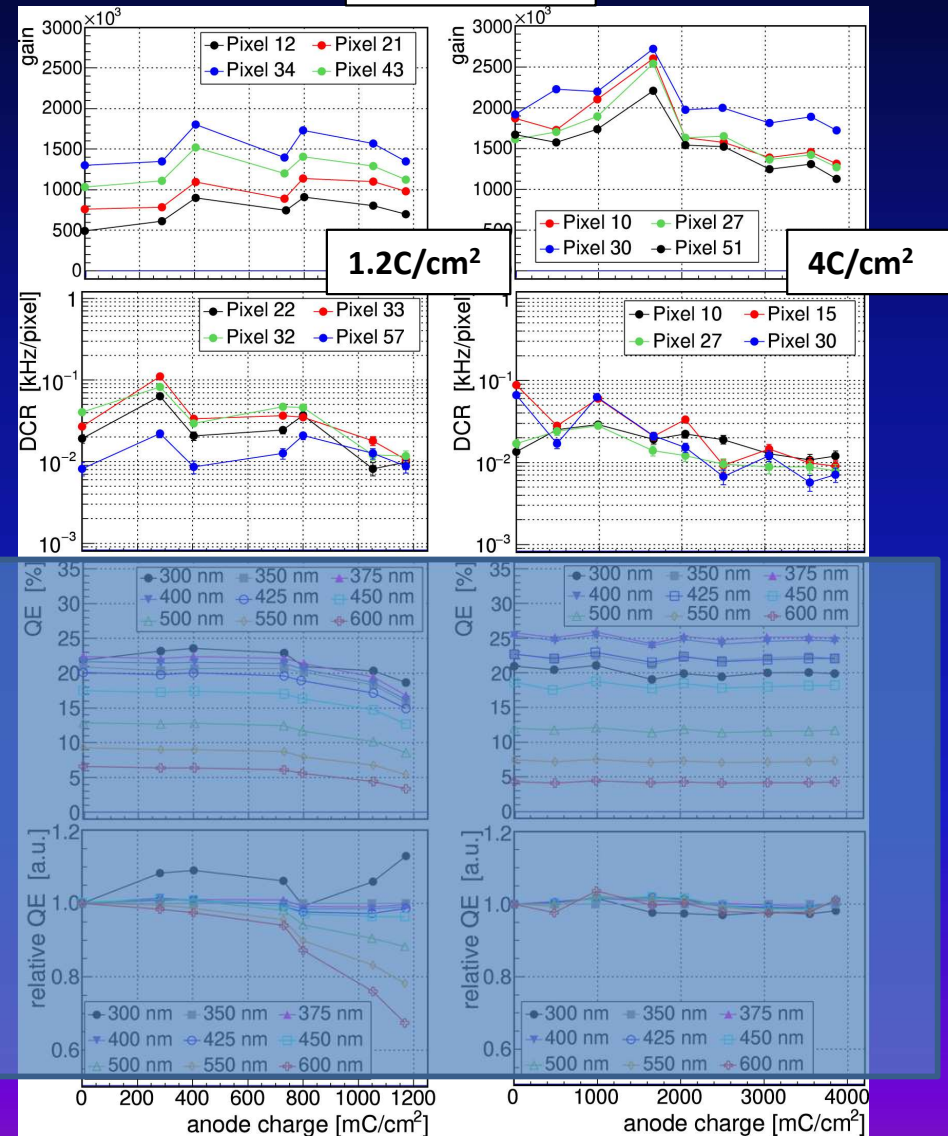 ×10³
gain
3000
2500
2000
1500
1000
500
0
Pixel 12 Pixel 21
Pixel 34 Pixel 43
1.2C/cm²
gain
×10³
3000
2500
2000
1500
1000
Pixel 10 Pixel 27
Pixel 30 Pixel 51
4C/cm²
DCR [kHz/pixel]
1
10⁻¹
10⁻²
10⁻³
Pixel 22 Pixel 33
Pixel 32 Pixel 57
DCR [kHz/pixel]
1
10⁻¹
10⁻²
10⁻³
Pixel 10 Pixel 15
Pixel 27 Pixel 30
QE [%]
35
30
25
20
15
10
5
0
300 nm 350 nm 375 nm
400 nm 425 nm 450 nm
500 nm 550 nm 600 nm
QE [%]
35
30
25
20
15
10
5
0
300 nm 350 nm 375 nm
400 nm 425 nm 450 nm
500 nm 550 nm 600 nm
relative QE [a.u.]
1.2
1.0
0.8
0.6
300 nm 350 nm 375 nm
400 nm 425 nm 450 nm
500 nm 550 nm 600 nm
0 200 400 600 800 1000 1200
anode charge [mC/cm²]
relative QE [a.u.]
1.2
1.0
0.8
0.6
300 nm 350 nm 375 nm
400 nm 425 nm 450 nm
500 nm 550 nm 600 nm
0 1000 2000 3000 4000
anode charge [mC/cm²]